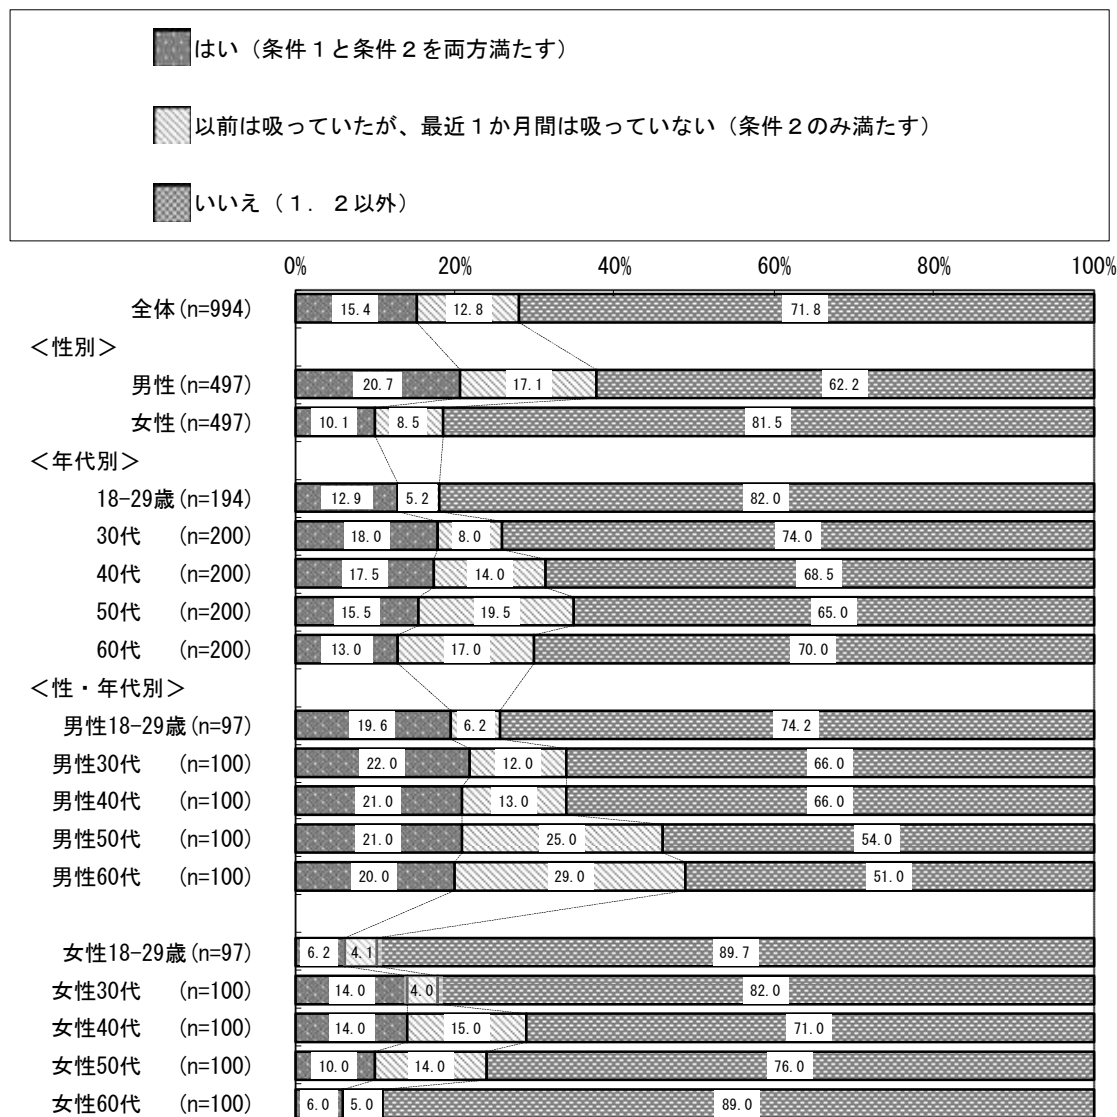 はい（条件１と条件２を両方満たす）
以前は吸っていたが、最近１か月間は吸っていない（条件２のみ満たす）
いいえ（１．２以外）
0% 20% 40% 60% 80% 100%
全体(n=994) 15.4 12.8 71.8
＜性別＞
男性(n=497) 20.7 17.1 62.2
女性(n=497) 10.1 8.5 81.5
＜年代別＞
18-29歳(n=194) 12.9 5.2 82.0
30代 (n=200) 18.0 8.0 74.0
40代 (n=200) 17.5 14.0 68.5
50代 (n=200) 15.5 19.5 65.0
60代 (n=200) 13.0 17.0 70.0
＜性・年代別＞
男性18-29歳(n=97) 19.6 6.2 74.2
男性30代 (n=100) 22.0 12.0 66.0
男性40代 (n=100) 21.0 13.0 66.0
男性50代 (n=100) 21.0 25.0 54.0
男性60代 (n=100) 20.0 29.0 51.0
女性18-29歳(n=97) 6.2 4.1 89.7
女性30代 (n=100) 14.0 4.0 82.0
女性40代 (n=100) 14.0 15.0 71.0
女性50代 (n=100) 10.0 14.0 76.0
女性60代 (n=100) 6.0 5.0 89.0